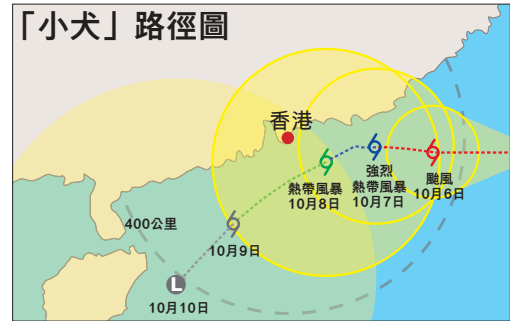 「小犬」路徑圖
香港
熱帶風暴
10月8日
強烈
熱帶風暴
10月7日
颱風
10月6日
400公里
10月9日
L
10月10日